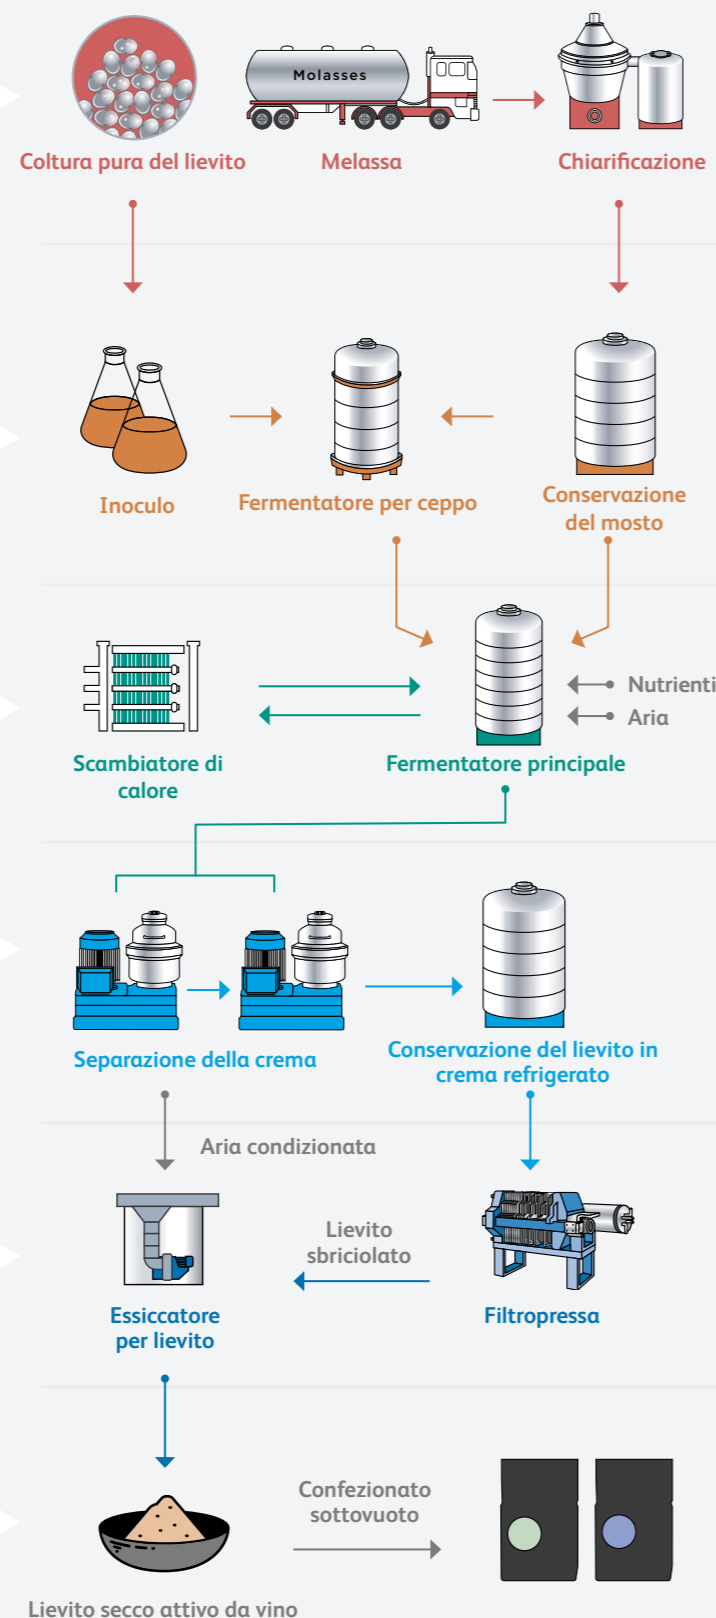 Molasses
Coltura pura del lievito
Melassa
Chiarificazione
Inoculo
Fermentatore per ceppo
Conservazione
del mosto
Nutrienti
Aria
Scambiatore di
calore
Fermentatore principale
Separazione della crema
Conservazione del lievito in
crema refrigerato
Aria condizionata
Lievito
sbriciolato
Essiccatore
per lievito
Filtropressa
Confezionato
sottovuoto
Lievito secco attivo da vino